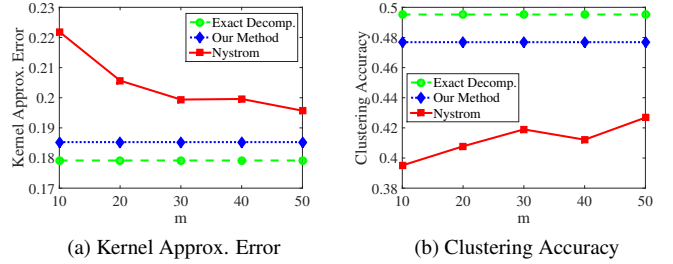 0.23
0.22
0.21
0.2
0.19
0.18
0.17
Kernel Approx. Error
Exact Decomp.
Our Method
Nystrom
10 20 30 40 50
m
(a) Kernel Approx. Error
0.5
0.48
0.46
0.44
0.42
0.4
0.38
Clustering Accuracy
Exact Decomp.
Our Method
Nystrom
10 20 30 40 50
m
(b) Clustering Accuracy